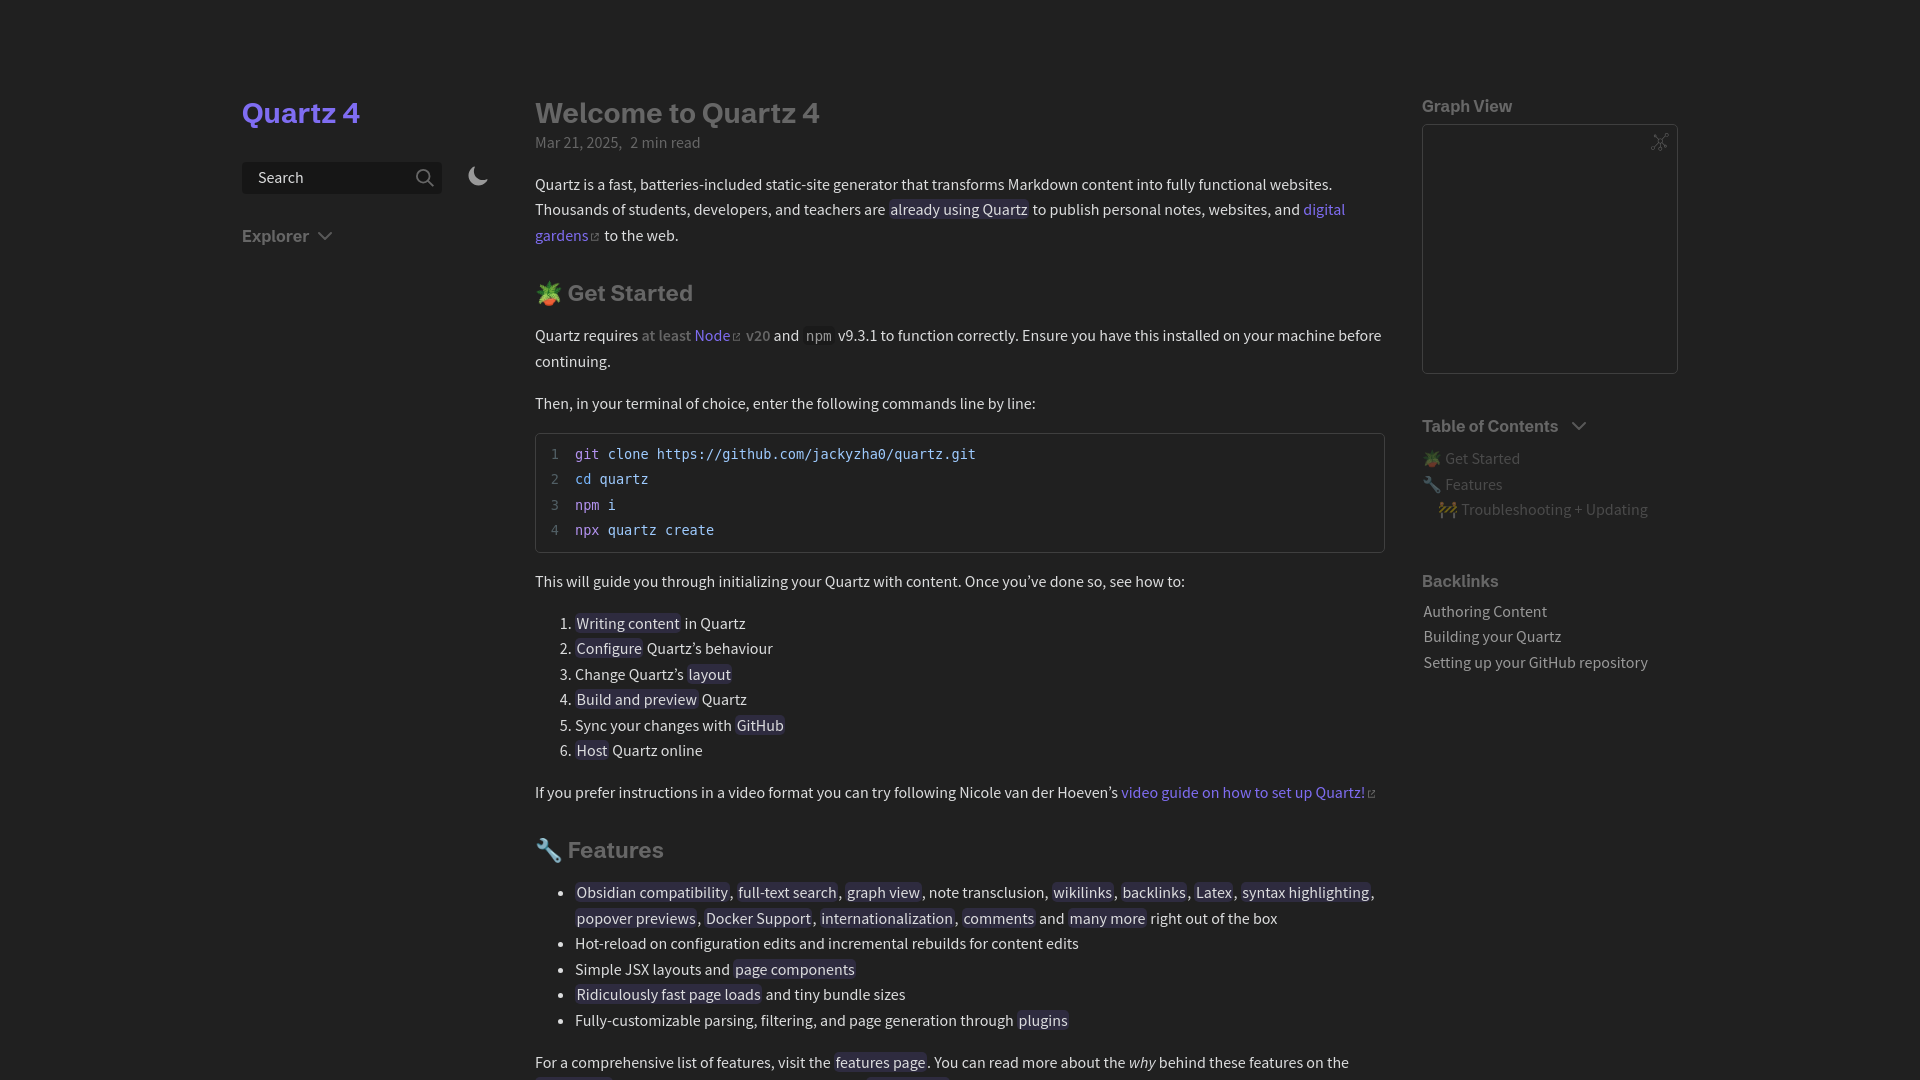 Quartz 4
Search
Explorer
Welcome to Quartz 4
Mar 21, 2025, 2 min read
Quartz is a fast, batteries-included static-site generator that transforms Markdown content into fully functional websites.
Thousands of students, developers, and teachers are already using Quartz to publish personal notes, websites, and digital
gardens to the web.
🪴 Get Started
Quartz requires at least Node v20 and npm v9.3.1 to function correctly. Ensure you have this installed on your machine before
continuing.
Then, in your terminal of choice, enter the following commands line by line:
1 git clone https://github.com/jackyzha0/quartz.git
2 cd quartz
3 npm i
4 npx quartz create
This will guide you through initializing your Quartz with content. Once you’ve done so, see how to:
1. Writing content in Quartz
2. Configure Quartz’s behaviour
3. Change Quartz’s layout
4. Build and preview Quartz
5. Sync your changes with GitHub
6. Host Quartz online
If you prefer instructions in a video format you can try following Nicole van der Hoeven’s video guide on how to set up Quartz!
🔧 Features
• Obsidian compatibility, full-text search, graph view, note transclusion, wikilinks, backlinks, Latex, syntax highlighting,
popover previews, Docker Support, internationalization, comments and many more right out of the box
• Hot-reload on configuration edits and incremental rebuilds for content edits
• Simple JSX layouts and page components
• Ridiculously fast page loads and tiny bundle sizes
• Fully-customizable parsing, filtering, and page generation through plugins
For a comprehensive list of features, visit the features page. You can read more about the why behind these features on the
Graph View
Table of Contents
🪴 Get Started
🔧 Features
🚧 Troubleshooting + Updating
Backlinks
Authoring Content
Building your Quartz
Setting up your GitHub repository